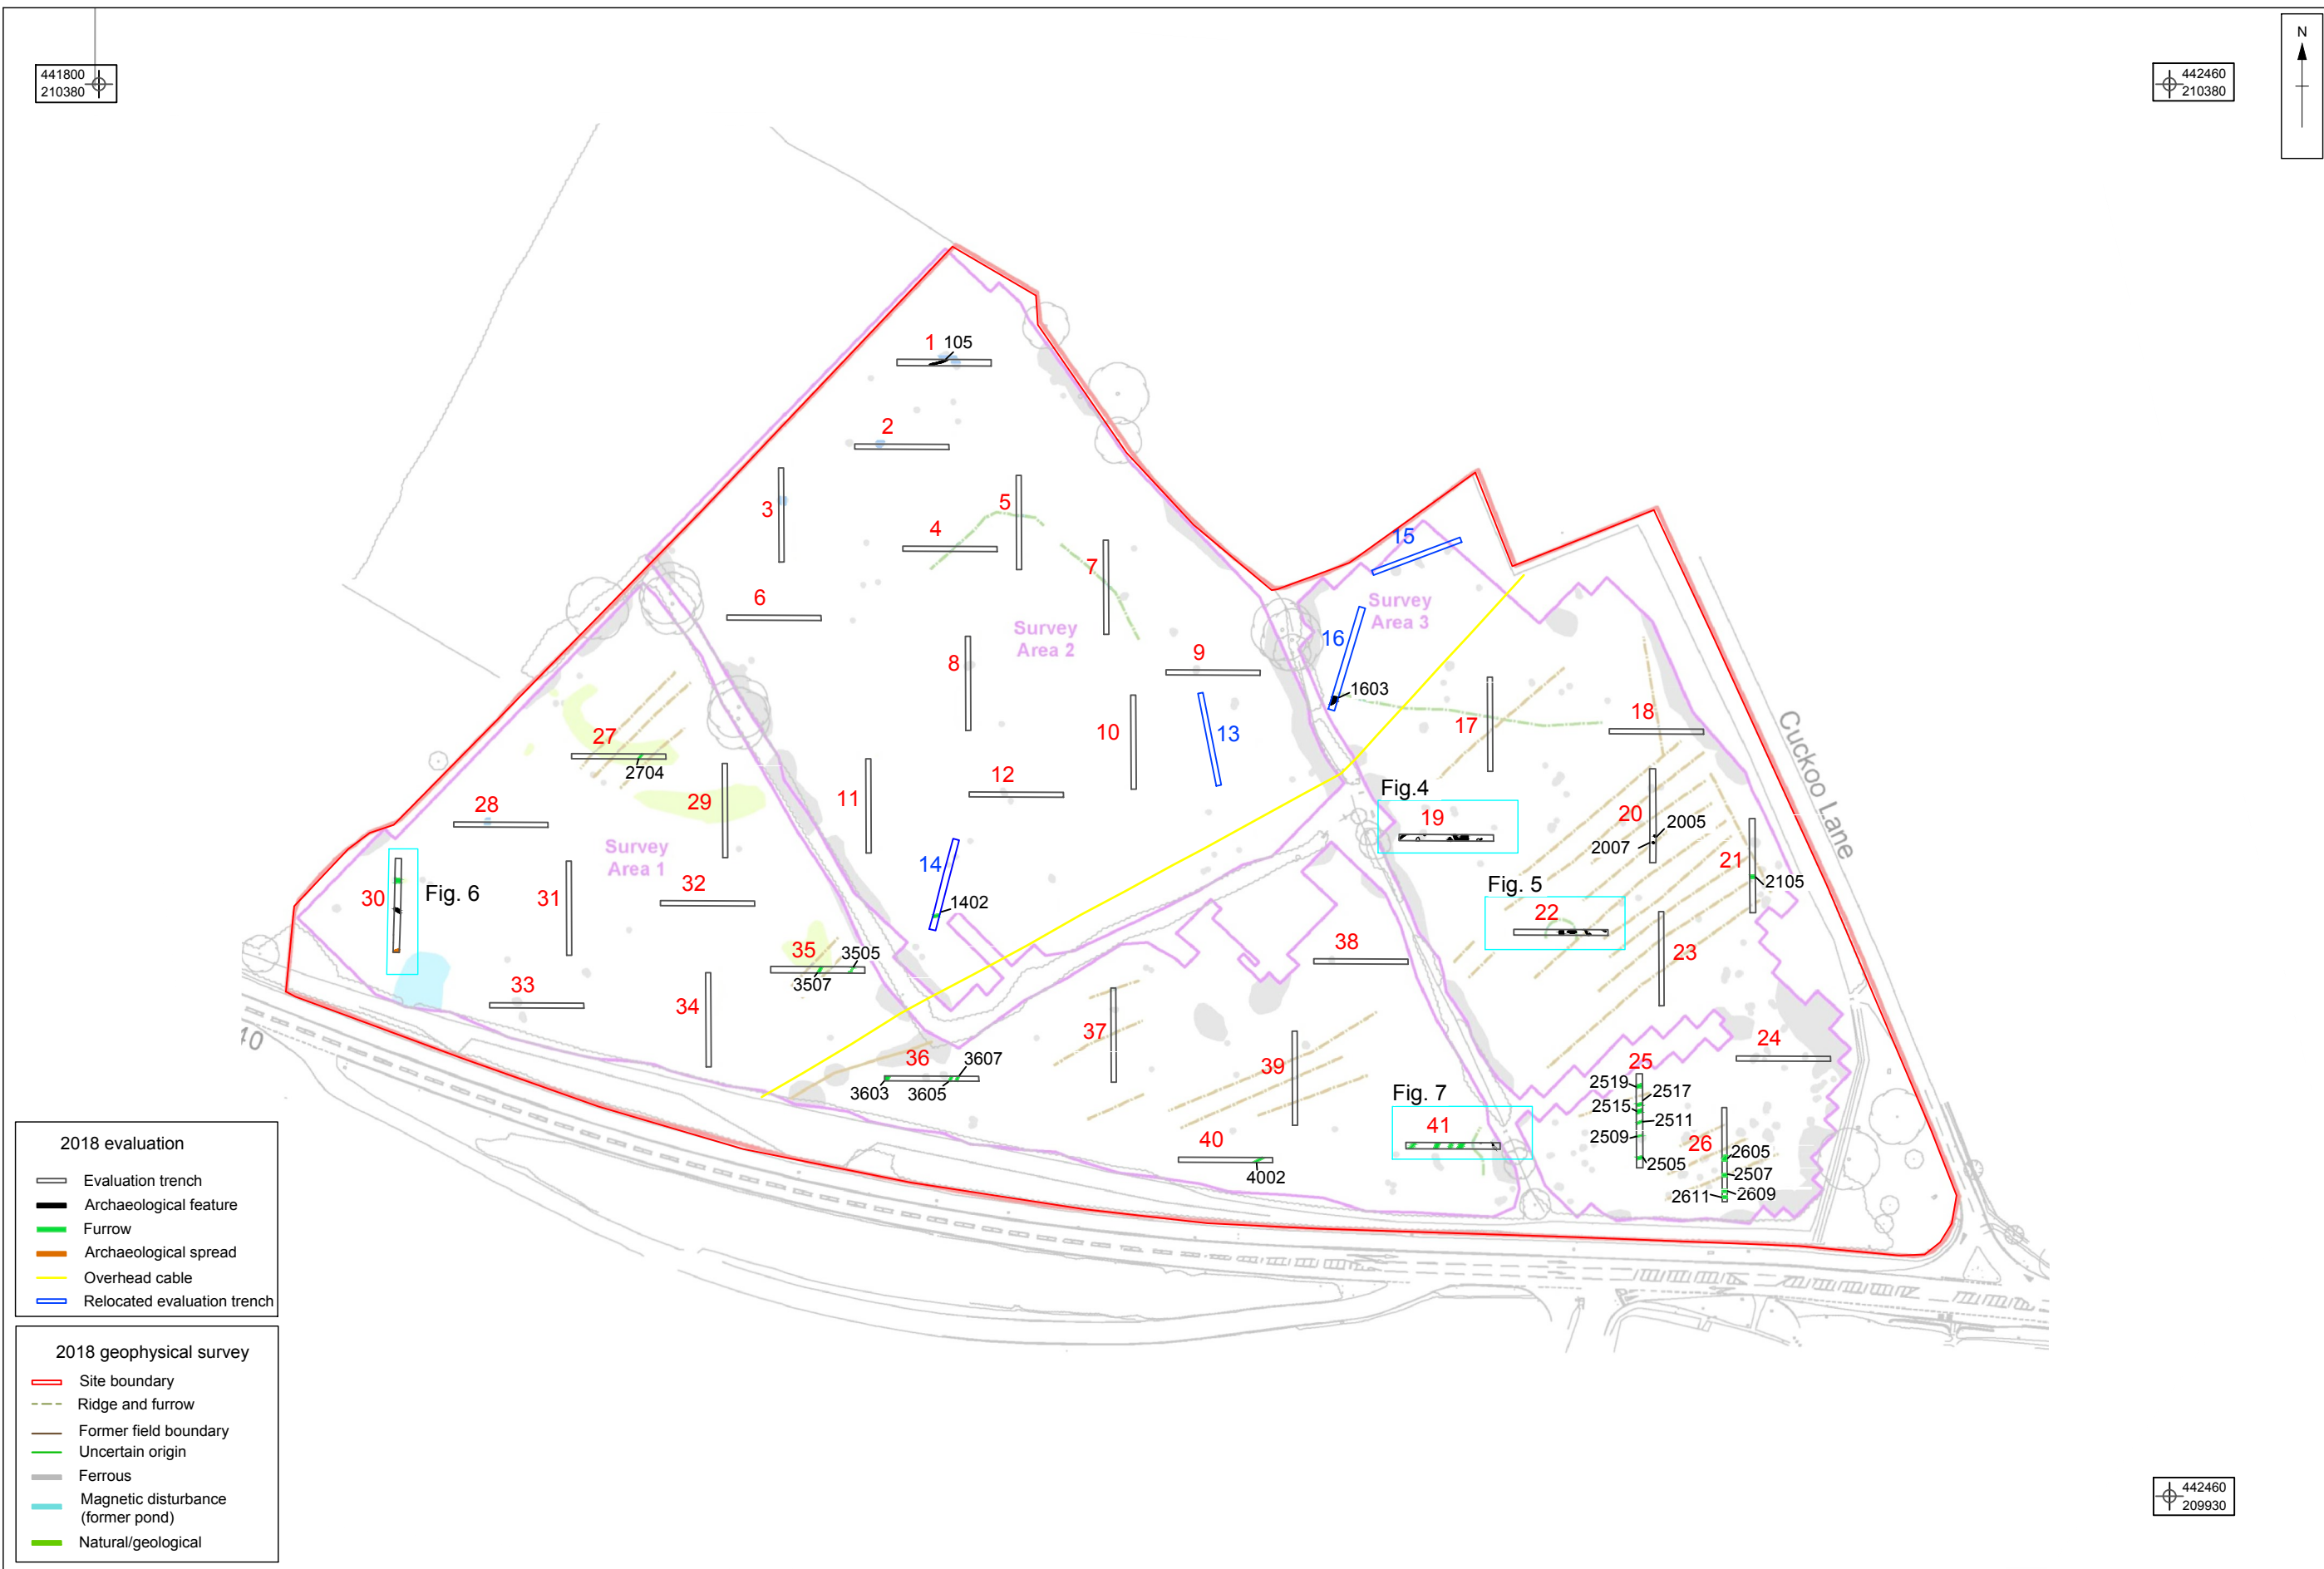 N
441800
210380
442460
210380
1 105
2
3
4
5
7
6
8
Survey
Area 2
9
10
13
12
11
14
1402
15
Survey
Area 3
16
1603
17
18
Cuckoo Lane
Fig.4
19
20
2005
2007
21
2105
Fig. 5
22
23
24
27
2704
28
29
Survey
Area 1
30
Fig. 6
31
32
33
34
35
3505
3507
36
3607
3603
3605
37
38
39
40
4002
Fig. 7
41
25
2519
2517
2515
2511
2509
2505
26
2605
2507
2611
2609
2018 evaluation
Evaluation trench
Archaeological feature
Furrow
Archaeological spread
Overhead cable
Relocated evaluation trench
2018 geophysical survey
Site boundary
Ridge and furrow
Former field boundary
Uncertain origin
Ferrous
Magnetic disturbance
(former pond)
Natural/geological
442460
209930